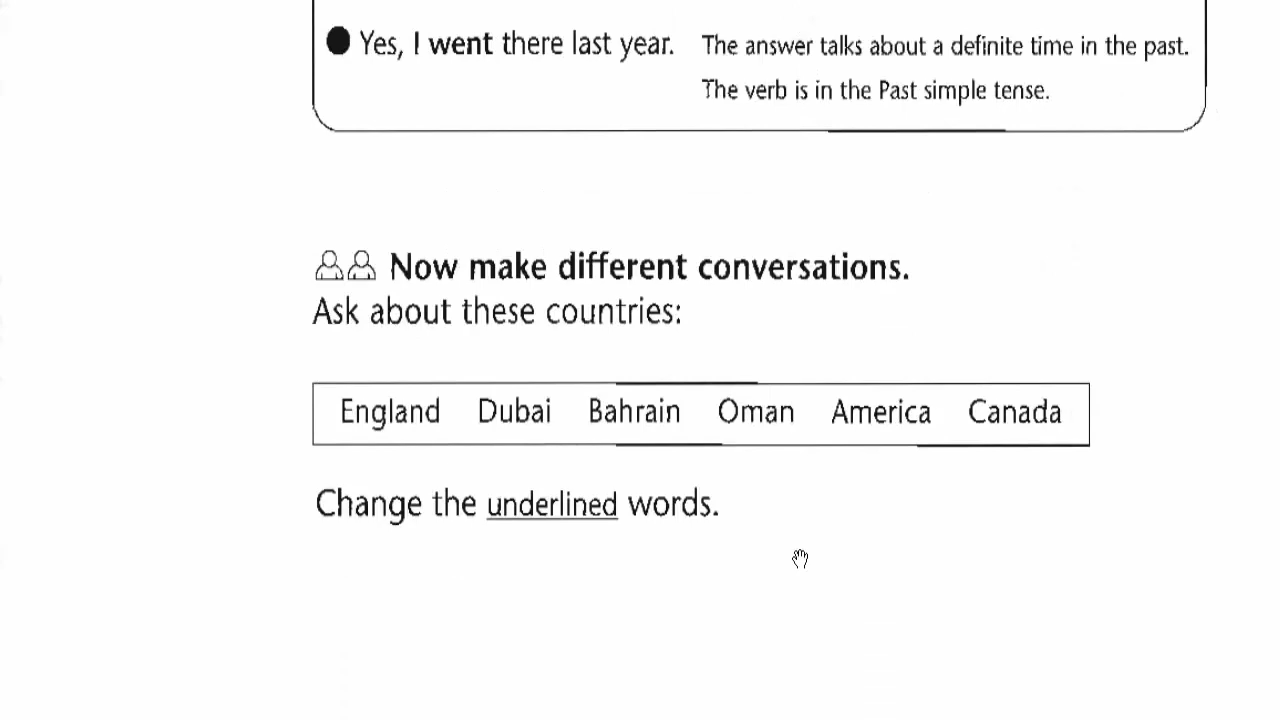 Yes, I went there last year. The answer talks about a definite time in the past.
The verb is in the Past simple tense.
Now make different conversations.
Ask about these countries:
England Dubai Bahrain Oman America Canada
Change the underlined words.